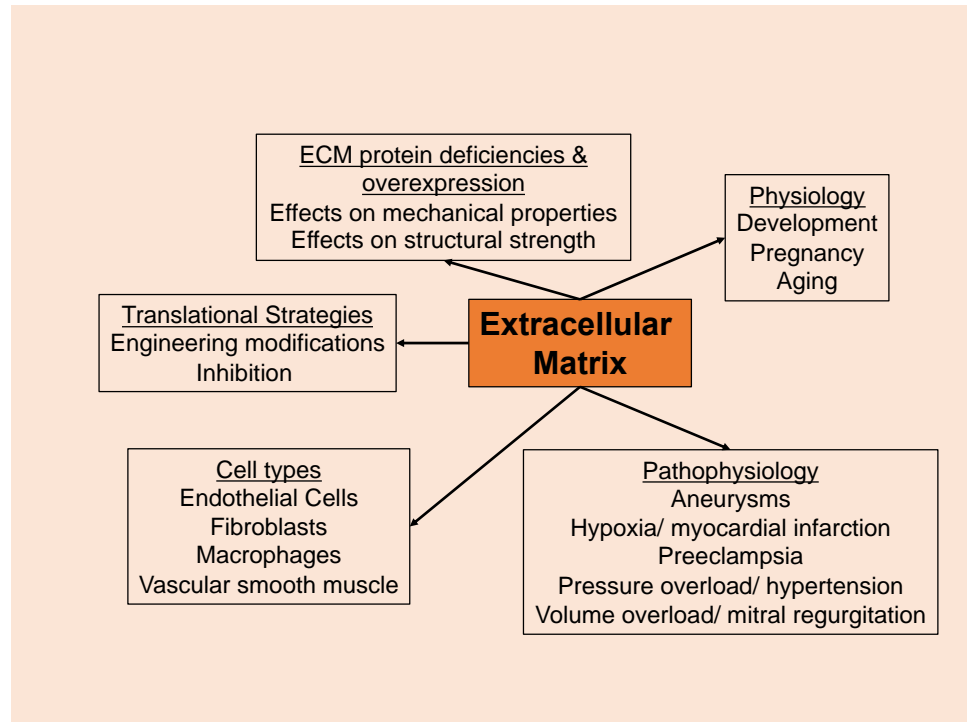 ECM protein deficiencies &
overexpression
Effects on mechanical properties
Effects on structural strength
Physiology
Development
Pregnancy
Aging
Translational Strategies
Engineering modifications
Inhibition
Extracellular
Matrix
Cell types
Endothelial Cells
Fibroblasts
Macrophages
Vascular smooth muscle
Pathophysiology
Aneurysms
Hypoxia/ myocardial infarction
Preeclampsia
Pressure overload/ hypertension
Volume overload/ mitral regurgitation